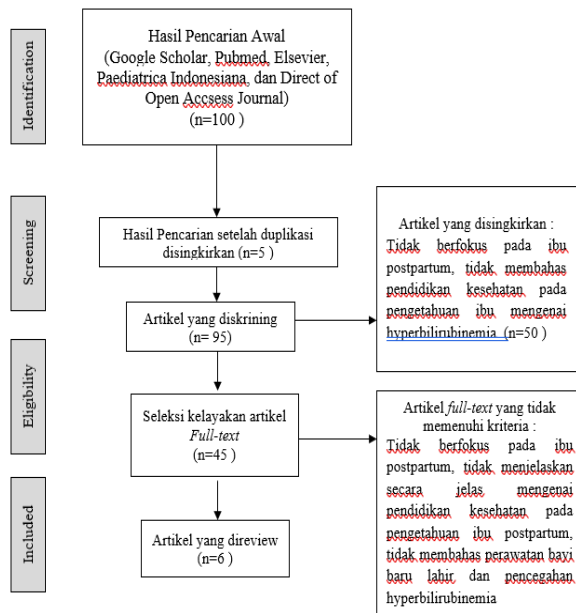 Identification
Hasil Pencarian Awal
(Google Scholar, Pubmed, Elsevier,
Paediatrica Indonesiana, dan Direct of
Open Accsess Journal)
(n=100 )
Screening
Hasil Pencarian setelah duplikasi
disingkirkan (n=5 )
Artikel yang diskrining
(n= 95)
Artikel yang disingkirkan :
Tidak berfokus pada ibu
postpartum, tidak membahas
pendidikan kesehatan pada
pengetahuan ibu mengenai
hyperbilirubinemia (n=50 )
Eligibility
Seleksi kelayakan artikel
Full-text
(n=45 )
Artikel full-text yang tidak
memenuhi kriteria :
Tidak berfokus pada ibu
postpartum, tidak menjelaskan
secara jelas mengenai
pendidikan kesehatan pada
pengetahuan ibu postpartum,
tidak membahas perawatan bayi
baru lahir dan pencegahan
hyperbilirubinemia
Included
Artikel yang direview
(n=6 )